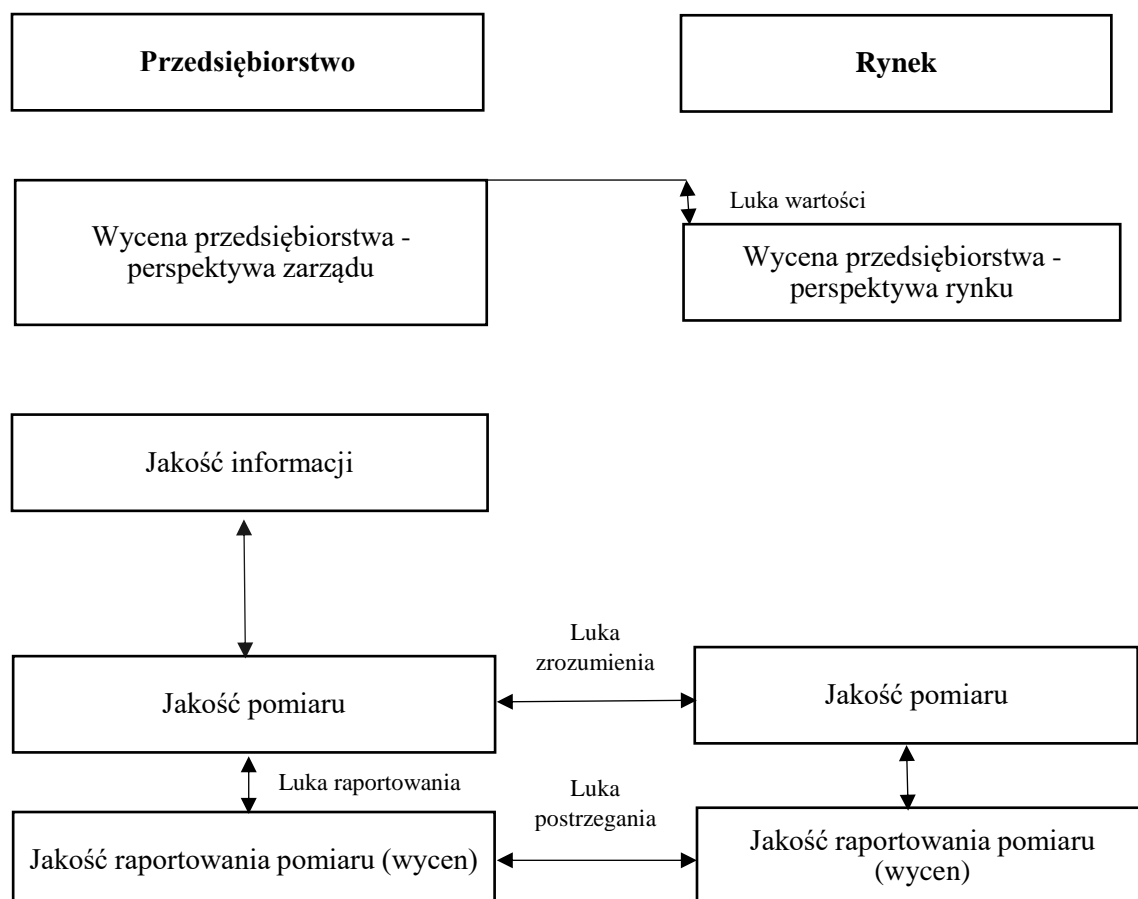 Przedsiębiorstwo
Rynek
Wycena przedsiębiorstwa -
perspektywa zarządu
Luka wartości
Wycena przedsiębiorstwa -
perspektywa rynku
Jakość informacji
Luka
zrozumienia
Jakość pomiaru
Jakość pomiaru
Luka raportowania
Luka
postrzegania
Jakość raportowania pomiaru (wycen)
Jakość raportowania pomiaru
(wycen)